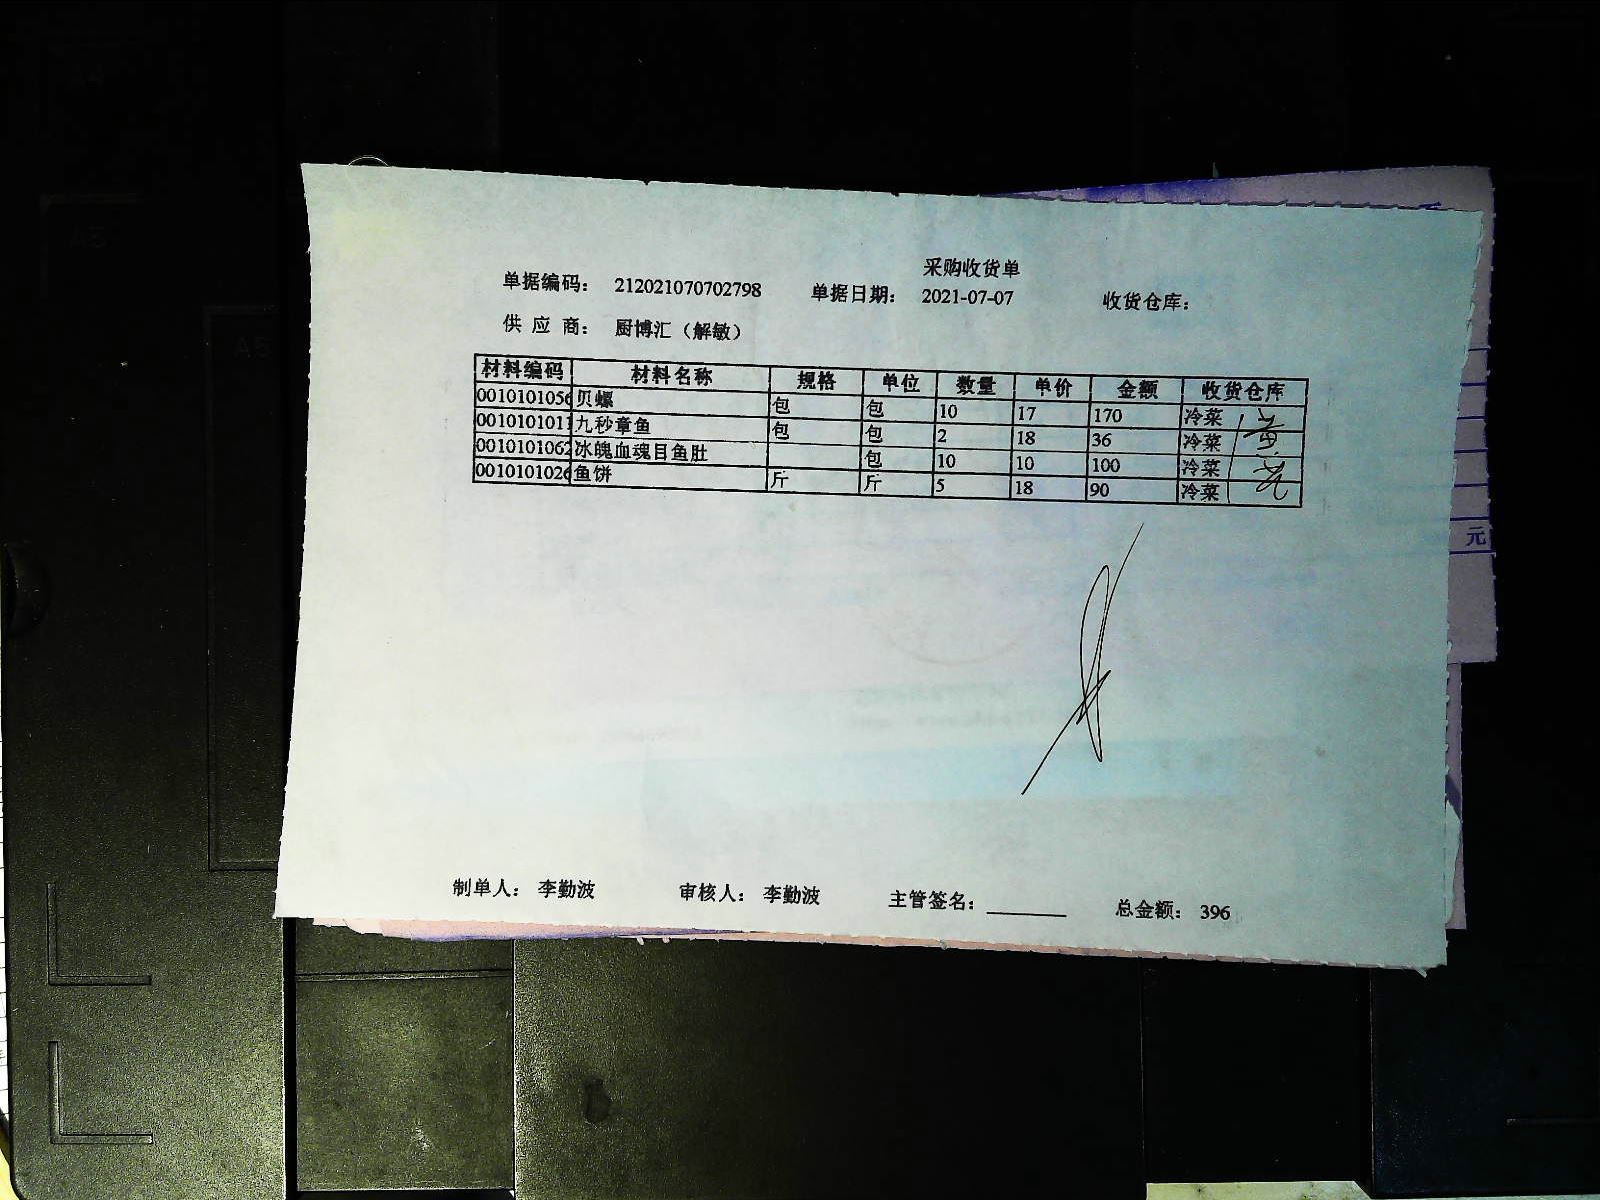 采购收货单
单据编码： 212021070702798 单据日期： 2021-07-07 收货仓库：
供 应 商： 厨博汇（解敏）
材料编码 材料名称 规格 单位 数量 单价 金额 收货仓库
0010101056 贝螺 包 包 10 17 170 冷菜
0010101011 九秒章鱼 包 包 2 18 36 冷菜
0010101062 冰魄血魂目鱼肚 包 10 10 100 冷菜
0010101026 鱼饼 斤 斤 5 18 90 冷菜
元
制单人： 李勤波 审核人： 李勤波 主管签名： 总金额： 396
A5
A5